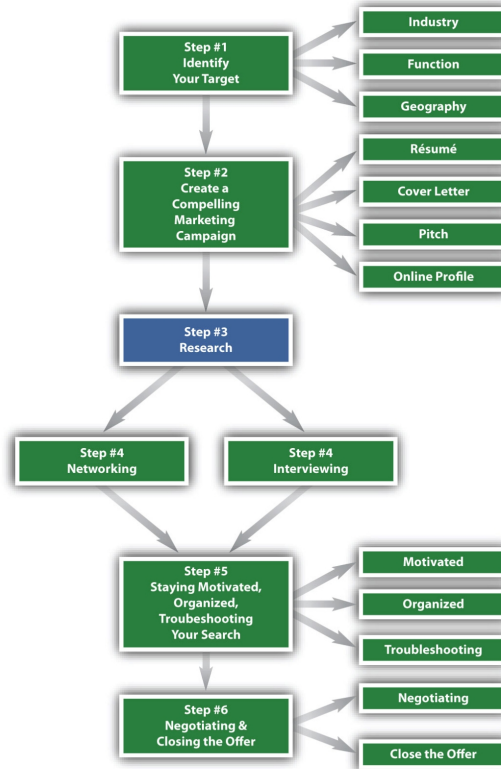 Step #1
Identify
Your Target
Industry
Function
Geography
Step #2
Create a
Compelling
Marketing
Campaign
Résumé
Cover Letter
Pitch
Online Profile
Step #3
Research
Step #4
Networking
Step #4
Interviewing
Step #5
Staying Motivated,
Organized,
Troubeshooting
Your Search
Motivated
Organized
Troubleshooting
Step #6
Negotiating &
Closing the Offer
Negotiating
Close the Offer